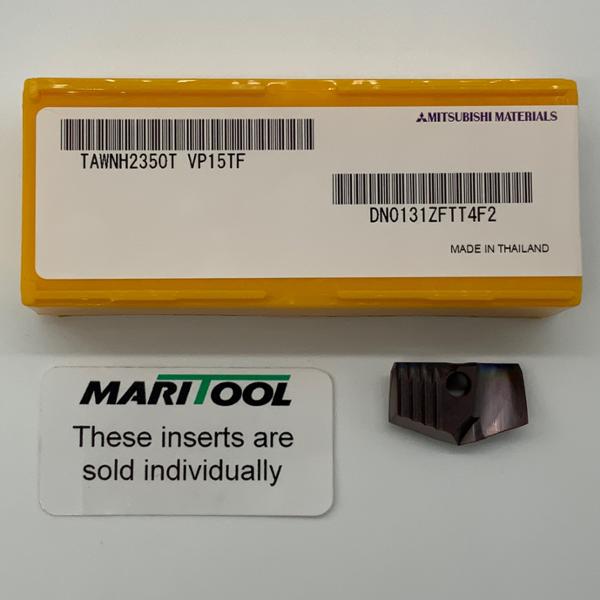 MITSUBISHI MATERIALS
TAWNH2350T VP15TF
DN0131ZFTT4F2
MADE IN THAILAND
MARITOOL
These inserts are
sold individually